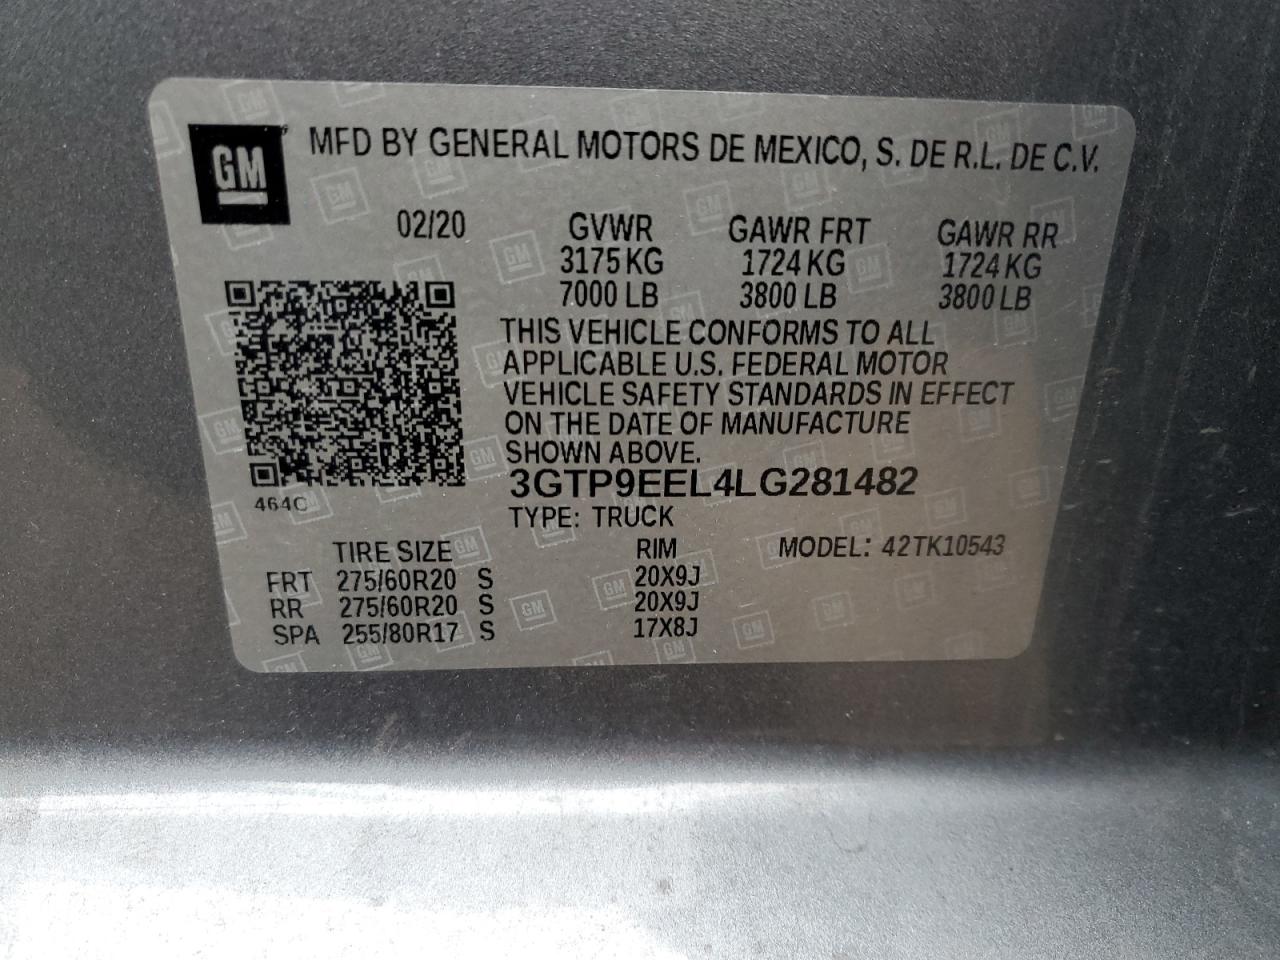 GM MFD BY GENERAL MOTORS DE MEXICO, S. DE R.L. DE C.V.
02/20 GVWR GAWR FRT GAWR RR
3175 KG 1724 KG 1724 KG
7000 LB 3800 LB 3800 LB
THIS VEHICLE CONFORMS TO ALL
APPLICABLE U.S. FEDERAL MOTOR
VEHICLE SAFETY STANDARDS IN EFFECT
ON THE DATE OF MANUFACTURE
SHOWN ABOVE.
3GTP9EEL4LG281482
464C
TYPE: TRUCK
TIRE SIZE RIM MODEL: 42TK10543
FRT 275/60R20 S 20X9J
RR 275/60R20 S 20X9J
SPA 255/80R17 S 17X8J